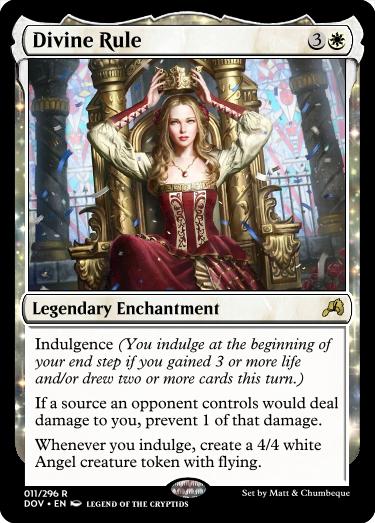 Divine Rule 3
Legendary Enchantment
Indulgence (You indulge at the beginning of
your end step if you gained 3 or more life
and/or drew two or more cards this turn.)
If a source an opponent controls would deal
damage to you, prevent 1 of that damage.
Whenever you indulge, create a 4/4 white
Angel creature token with flying.
011/296 R
DOV • EN LEGEND OF THE CRYPTIDS
Set by Matt & Chumbeque